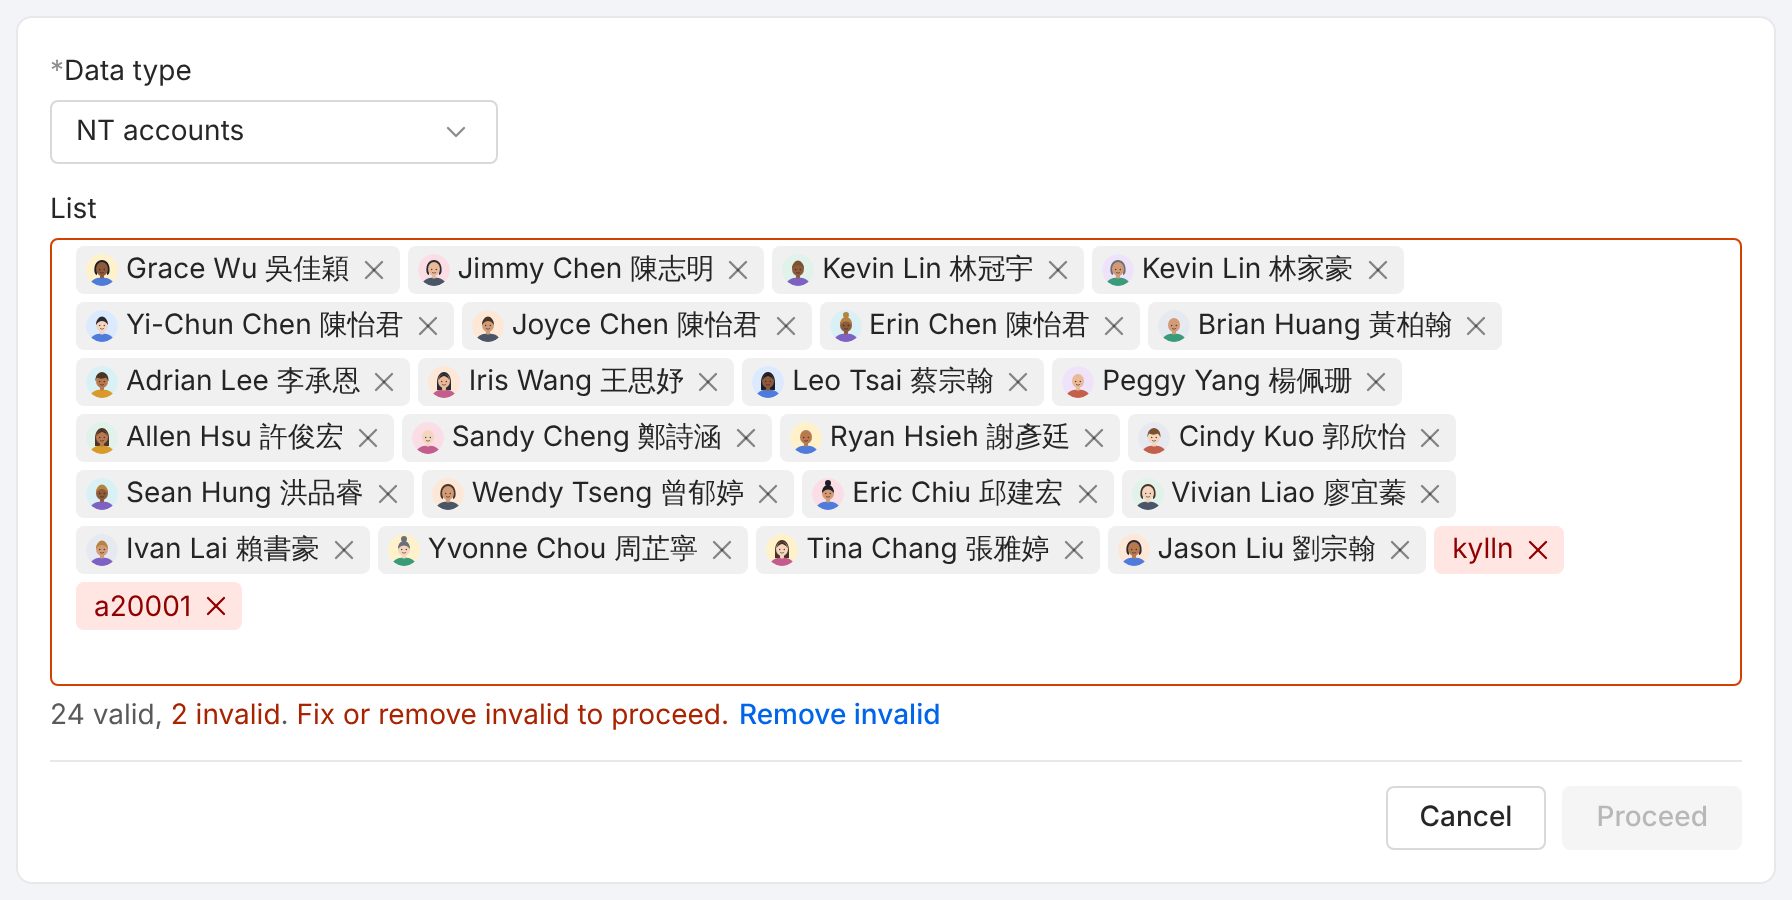 *Data type
NT accounts
List
Grace Wu 吳佳穎 Jimmy Chen 陳志明 Kevin Lin 林冠宇 Kevin Lin 林家豪
Yi-Chun Chen 陳怡君 Joyce Chen 陳怡君 Erin Chen 陳怡君 Brian Huang 黃柏翰
Adrian Lee 李承恩 Iris Wang 王思妤 Leo Tsai 蔡宗翰 Peggy Yang 楊佩珊
Allen Hsu 許俊宏 Sandy Cheng 鄭詩涵 Ryan Hsieh 謝彥廷 Cindy Kuo 郭欣怡
Sean Hung 洪品睿 Wendy Tseng 曾郁婷 Eric Chiu 邱建宏 Vivian Liao 廖宜蓁
Ivan Lai 賴書豪 Yvonne Chou 周芷寧 Tina Chang 張雅婷 Jason Liu 劉宗翰 kylln
a20001
24 valid, 2 invalid. Fix or remove invalid to proceed. Remove invalid
Cancel Proceed